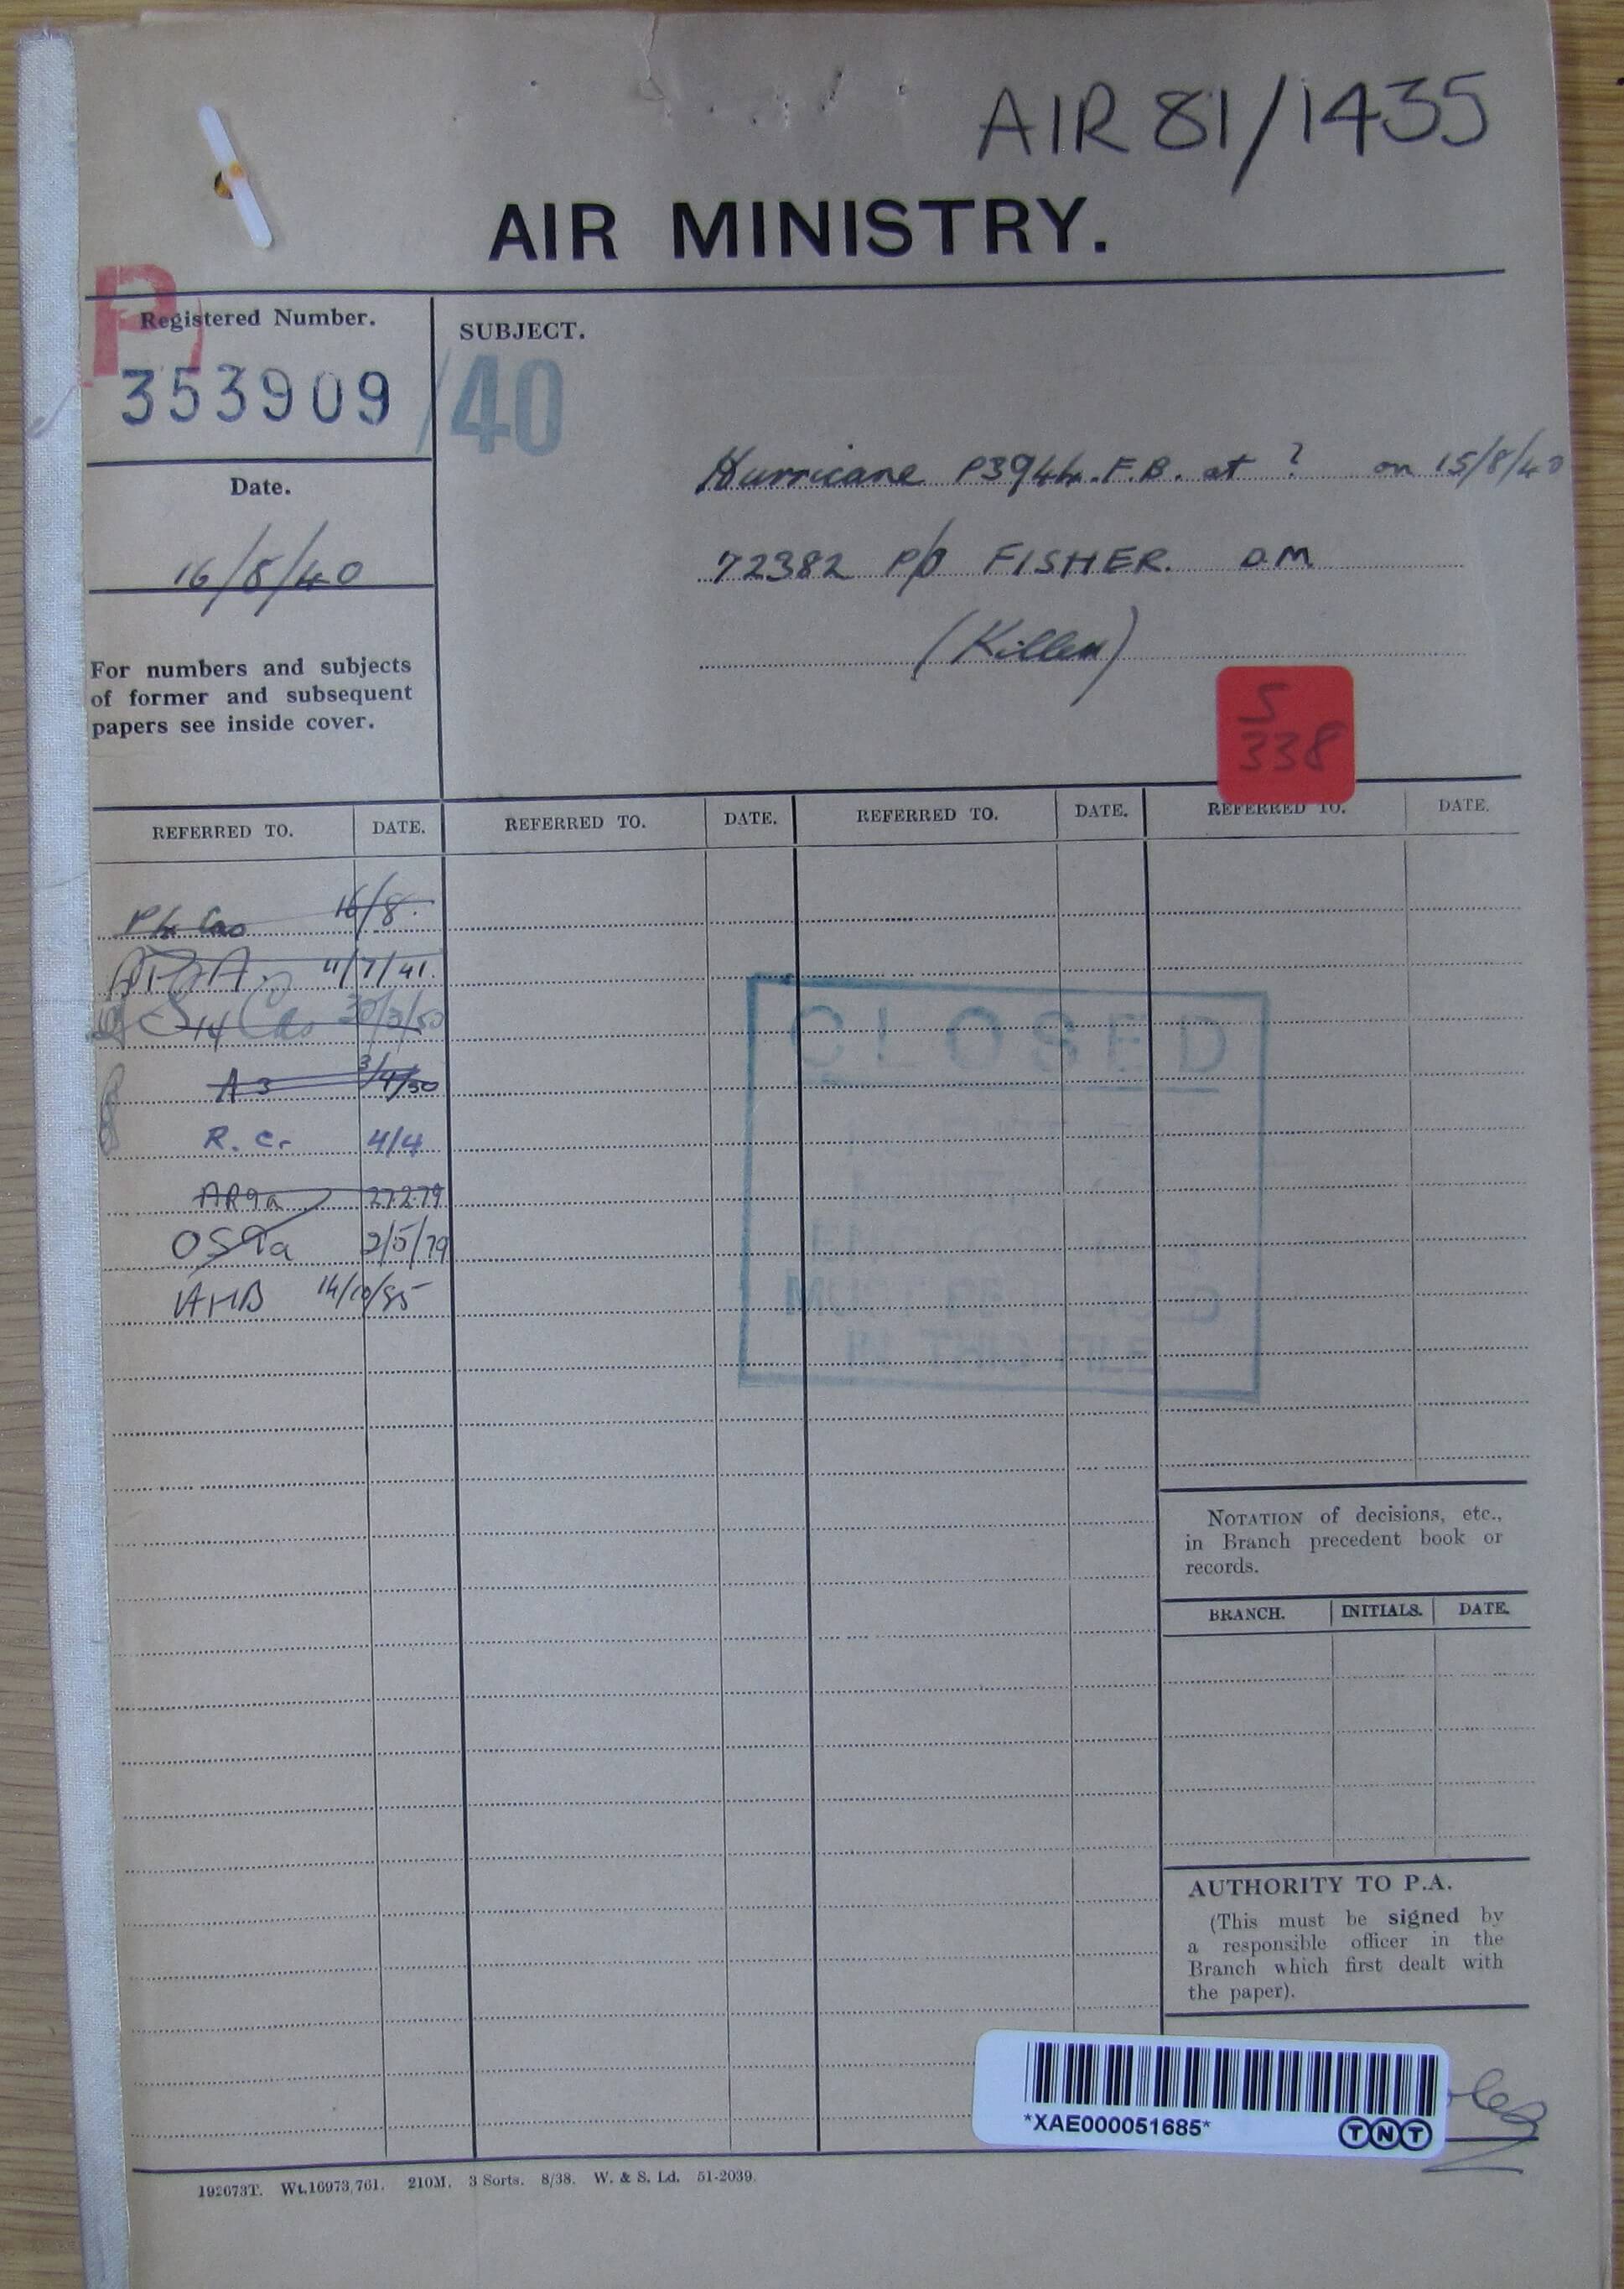 AIR 81/1435
AIR MINISTRY.
P
Registered Number.
353909/40
SUBJECT.
Hurricane P3944. F.B. at ? on 15/8/40
72382 P/O FISHER. D.M.
(Killed)
Date.
16/8/40
For numbers and subjects
of former and subsequent
papers see inside cover.
5
338
REFERRED TO. DATE. REFERRED TO. DATE. REFERRED TO. DATE. REFERRED TO. DATE.
P4 Cas 16/8.
11/7/41.
S14 Cas 30/3/50
A3 3/4/50
R.C. 4/4
AR9a 27.2.79
OS9a 2/5/79
AHB 14/10/85
CLOSED
NOTATION of decisions, etc.,
in Branch precedent book or
records.
BRANCH. INITIALS. DATE.
AUTHORITY TO P.A.
(This must be signed by
a responsible officer in the
Branch which first dealt with
the paper).
*XAE000051685* TNT
192673T. Wt.16973,761. 210M. 3 Sorts. 8/38. W. & S. Ld. 51-2039.